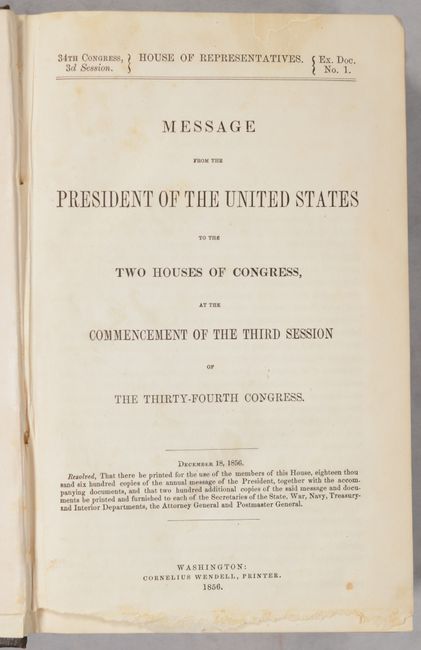 34th Congress, } HOUSE OF REPRESENTATIVES. { Ex. Doc.
3d Session. } { No. 1.
MESSAGE
FROM THE
PRESIDENT OF THE UNITED STATES
TO THE
TWO HOUSES OF CONGRESS,
AT THE
COMMENCEMENT OF THE THIRD SESSION
OF
THE THIRTY-FOURTH CONGRESS.
December 18, 1856.
Resolved, That there be printed for the use of the members of this House, eighteen thou
sand six hundred copies of the annual message of the President, together with the accom-
panying documents, and that two hundred additional copies of the said message and docu-
ments be printed and furnished to each of the Secretaries of the State, War, Navy, Treasury-
and Interior Departments, the Attorney General and Postmaster General.
WASHINGTON:
CORNELIUS WENDELL, PRINTER.
1856.